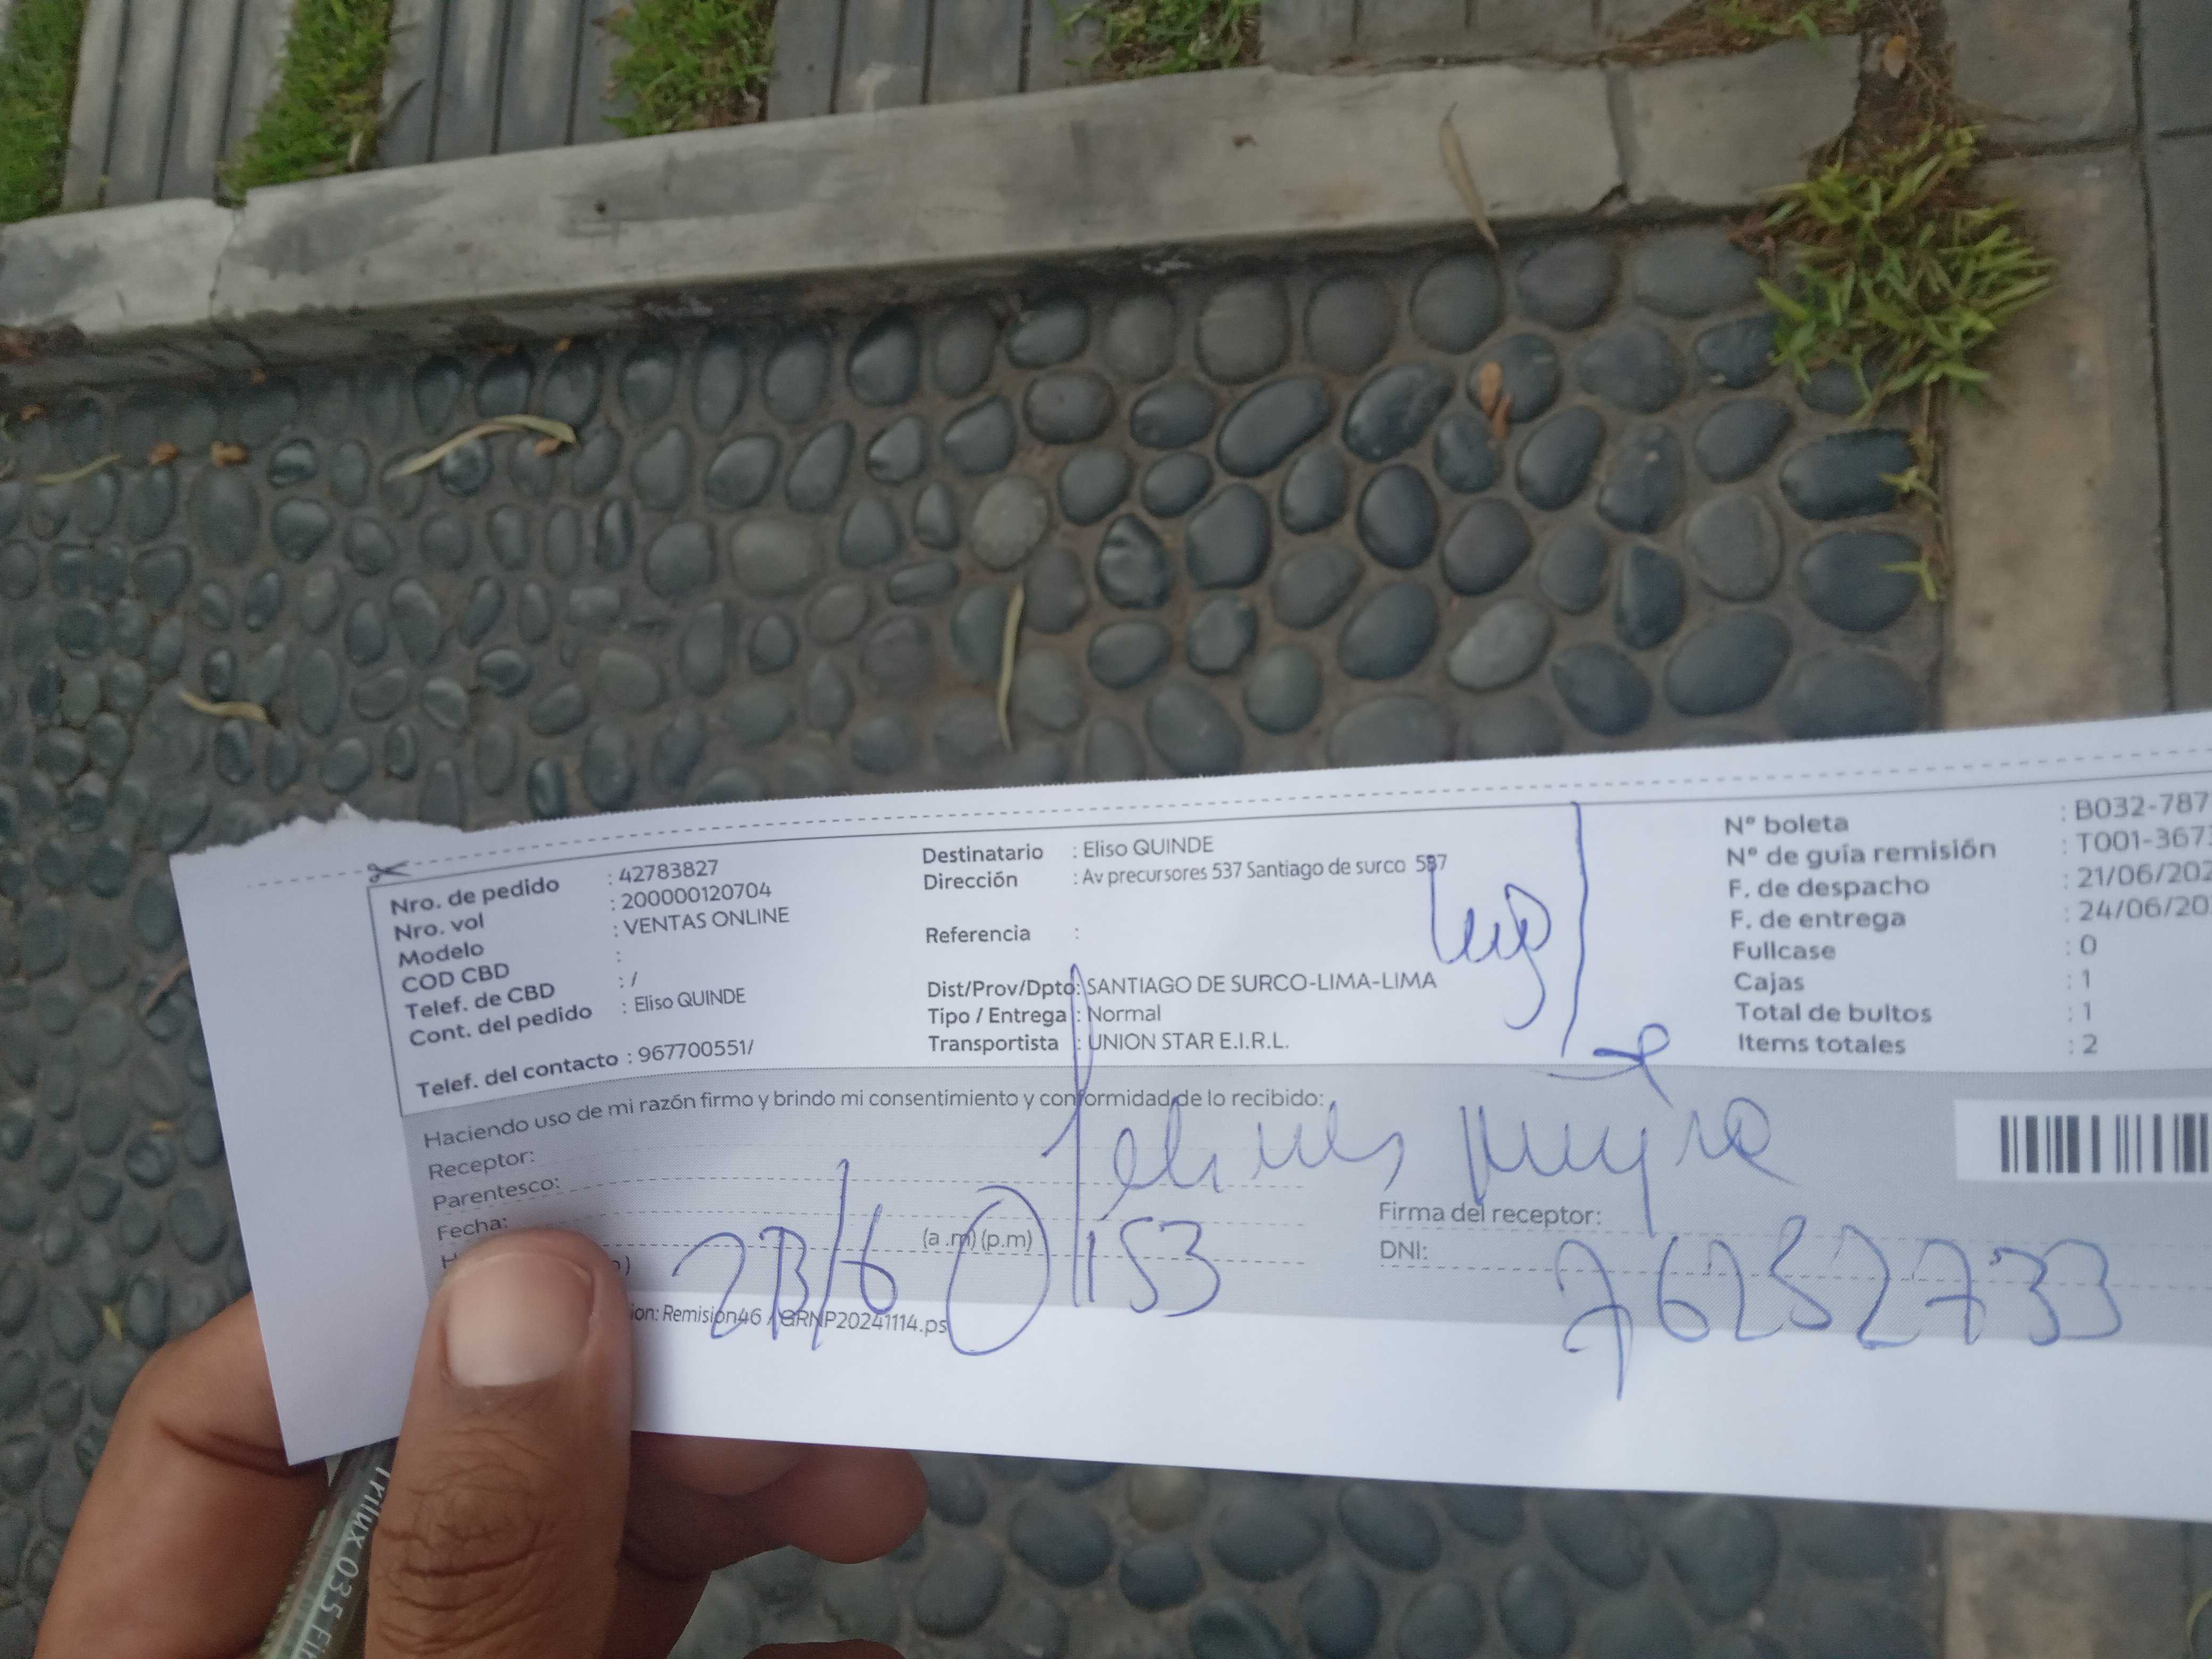 Nro. de pedido : 42783827
Nro. vol : 200000120704
Modelo : VENTAS ONLINE
COD CBD :
Telef. de CBD : /
Cont. del pedido : Eliso QUINDE
Telef. del contacto : 967700551/
Destinatario : Eliso QUINDE
Dirección : Av precursores 537 Santiago de surco 537
Referencia :
Dist/Prov/Dpto: SANTIAGO DE SURCO-LIMA-LIMA
Tipo / Entrega : Normal
Transportista : UNION STAR E.I.R.L.
Nº boleta : B032-787
Nº de guía remisión : T001-367
F. de despacho : 21/06/202
F. de entrega : 24/06/20
Fullcase : 0
Cajas : 1
Total de bultos : 1
Items totales : 2
Haciendo uso de mi razón firmo y brindo mi consentimiento y conformidad de lo recibido:
Receptor:
Parentesco:
Fecha:
(a.m) (p.m)
23/6
153
Firma del receptor:
DNI:
76252733
ion: Remision46 / GRNP20241114.ps
Trilux 035 Fi